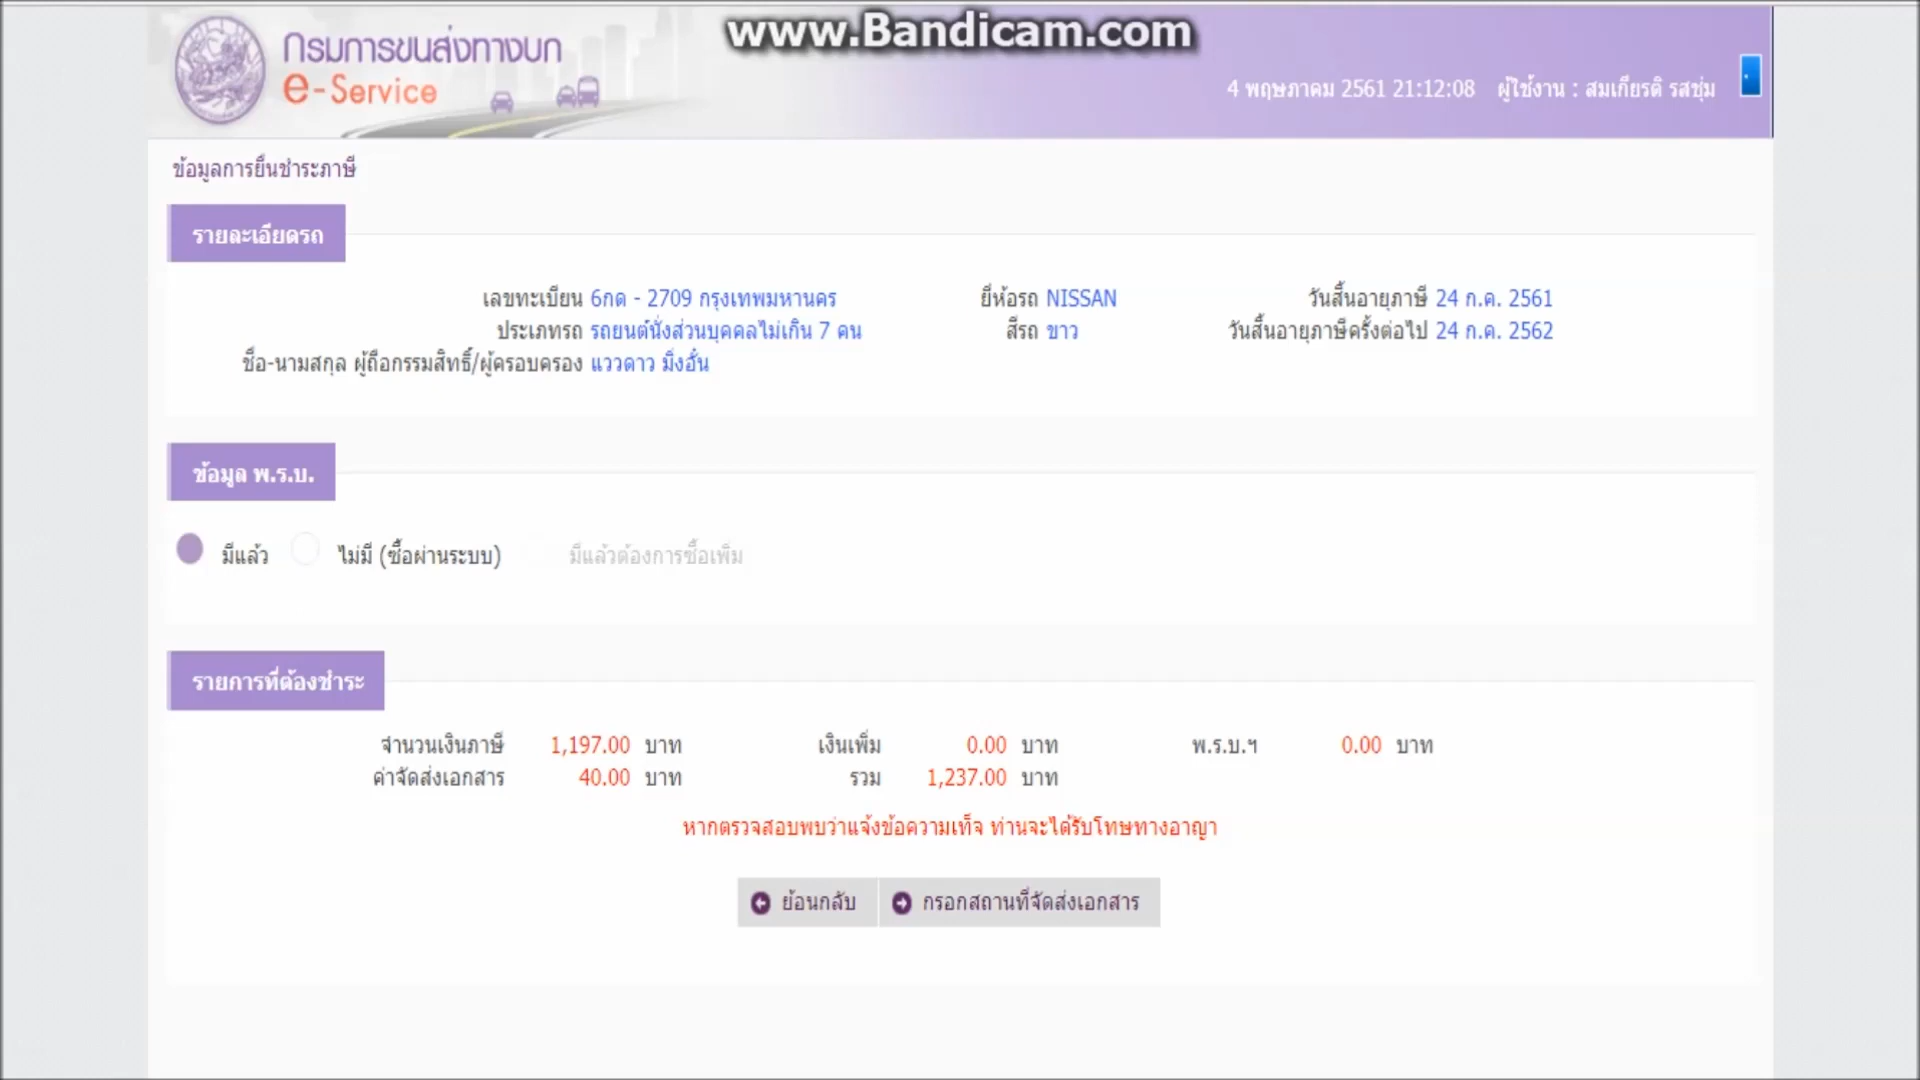 www.Bandicam.com
กรมการขนส่งทางบก
e-Service
4 พฤษภาคม 2561 21:12:08 ผู้ใช้งาน : สมเกียรติ รสชุ่ม
ข้อมูลการยื่นชำระภาษี
รายละเอียดรถ
เลขทะเบียน 6กด - 2709 กรุงเทพมหานคร ยี่ห้อรถ NISSAN วันสิ้นอายุภาษี 24 ก.ค. 2561
ประเภทรถ รถยนต์นั่งส่วนบุคคลไม่เกิน 7 คน สีรถ ขาว วันสิ้นอายุภาษีครั้งต่อไป 24 ก.ค. 2562
ชื่อ-นามสกุล ผู้ถือกรรมสิทธิ์/ผู้ครอบครอง แววดาว มิ่งอั๋น
ข้อมูล พ.ร.บ.
มีแล้ว ไม่มี (ซื้อผ่านระบบ) มีแล้วต้องการซื้อเพิ่ม
รายการที่ต้องชำระ
จำนวนเงินภาษี 1,197.00 บาท เงินเพิ่ม 0.00 บาท พ.ร.บ.ฯ 0.00 บาท
ค่าจัดส่งเอกสาร 40.00 บาท รวม 1,237.00 บาท
หากตรวจสอบพบว่าแจ้งข้อความเท็จ ท่านจะได้รับโทษทางอาญา
ย้อนกลับ กรอกสถานที่จัดส่งเอกสาร